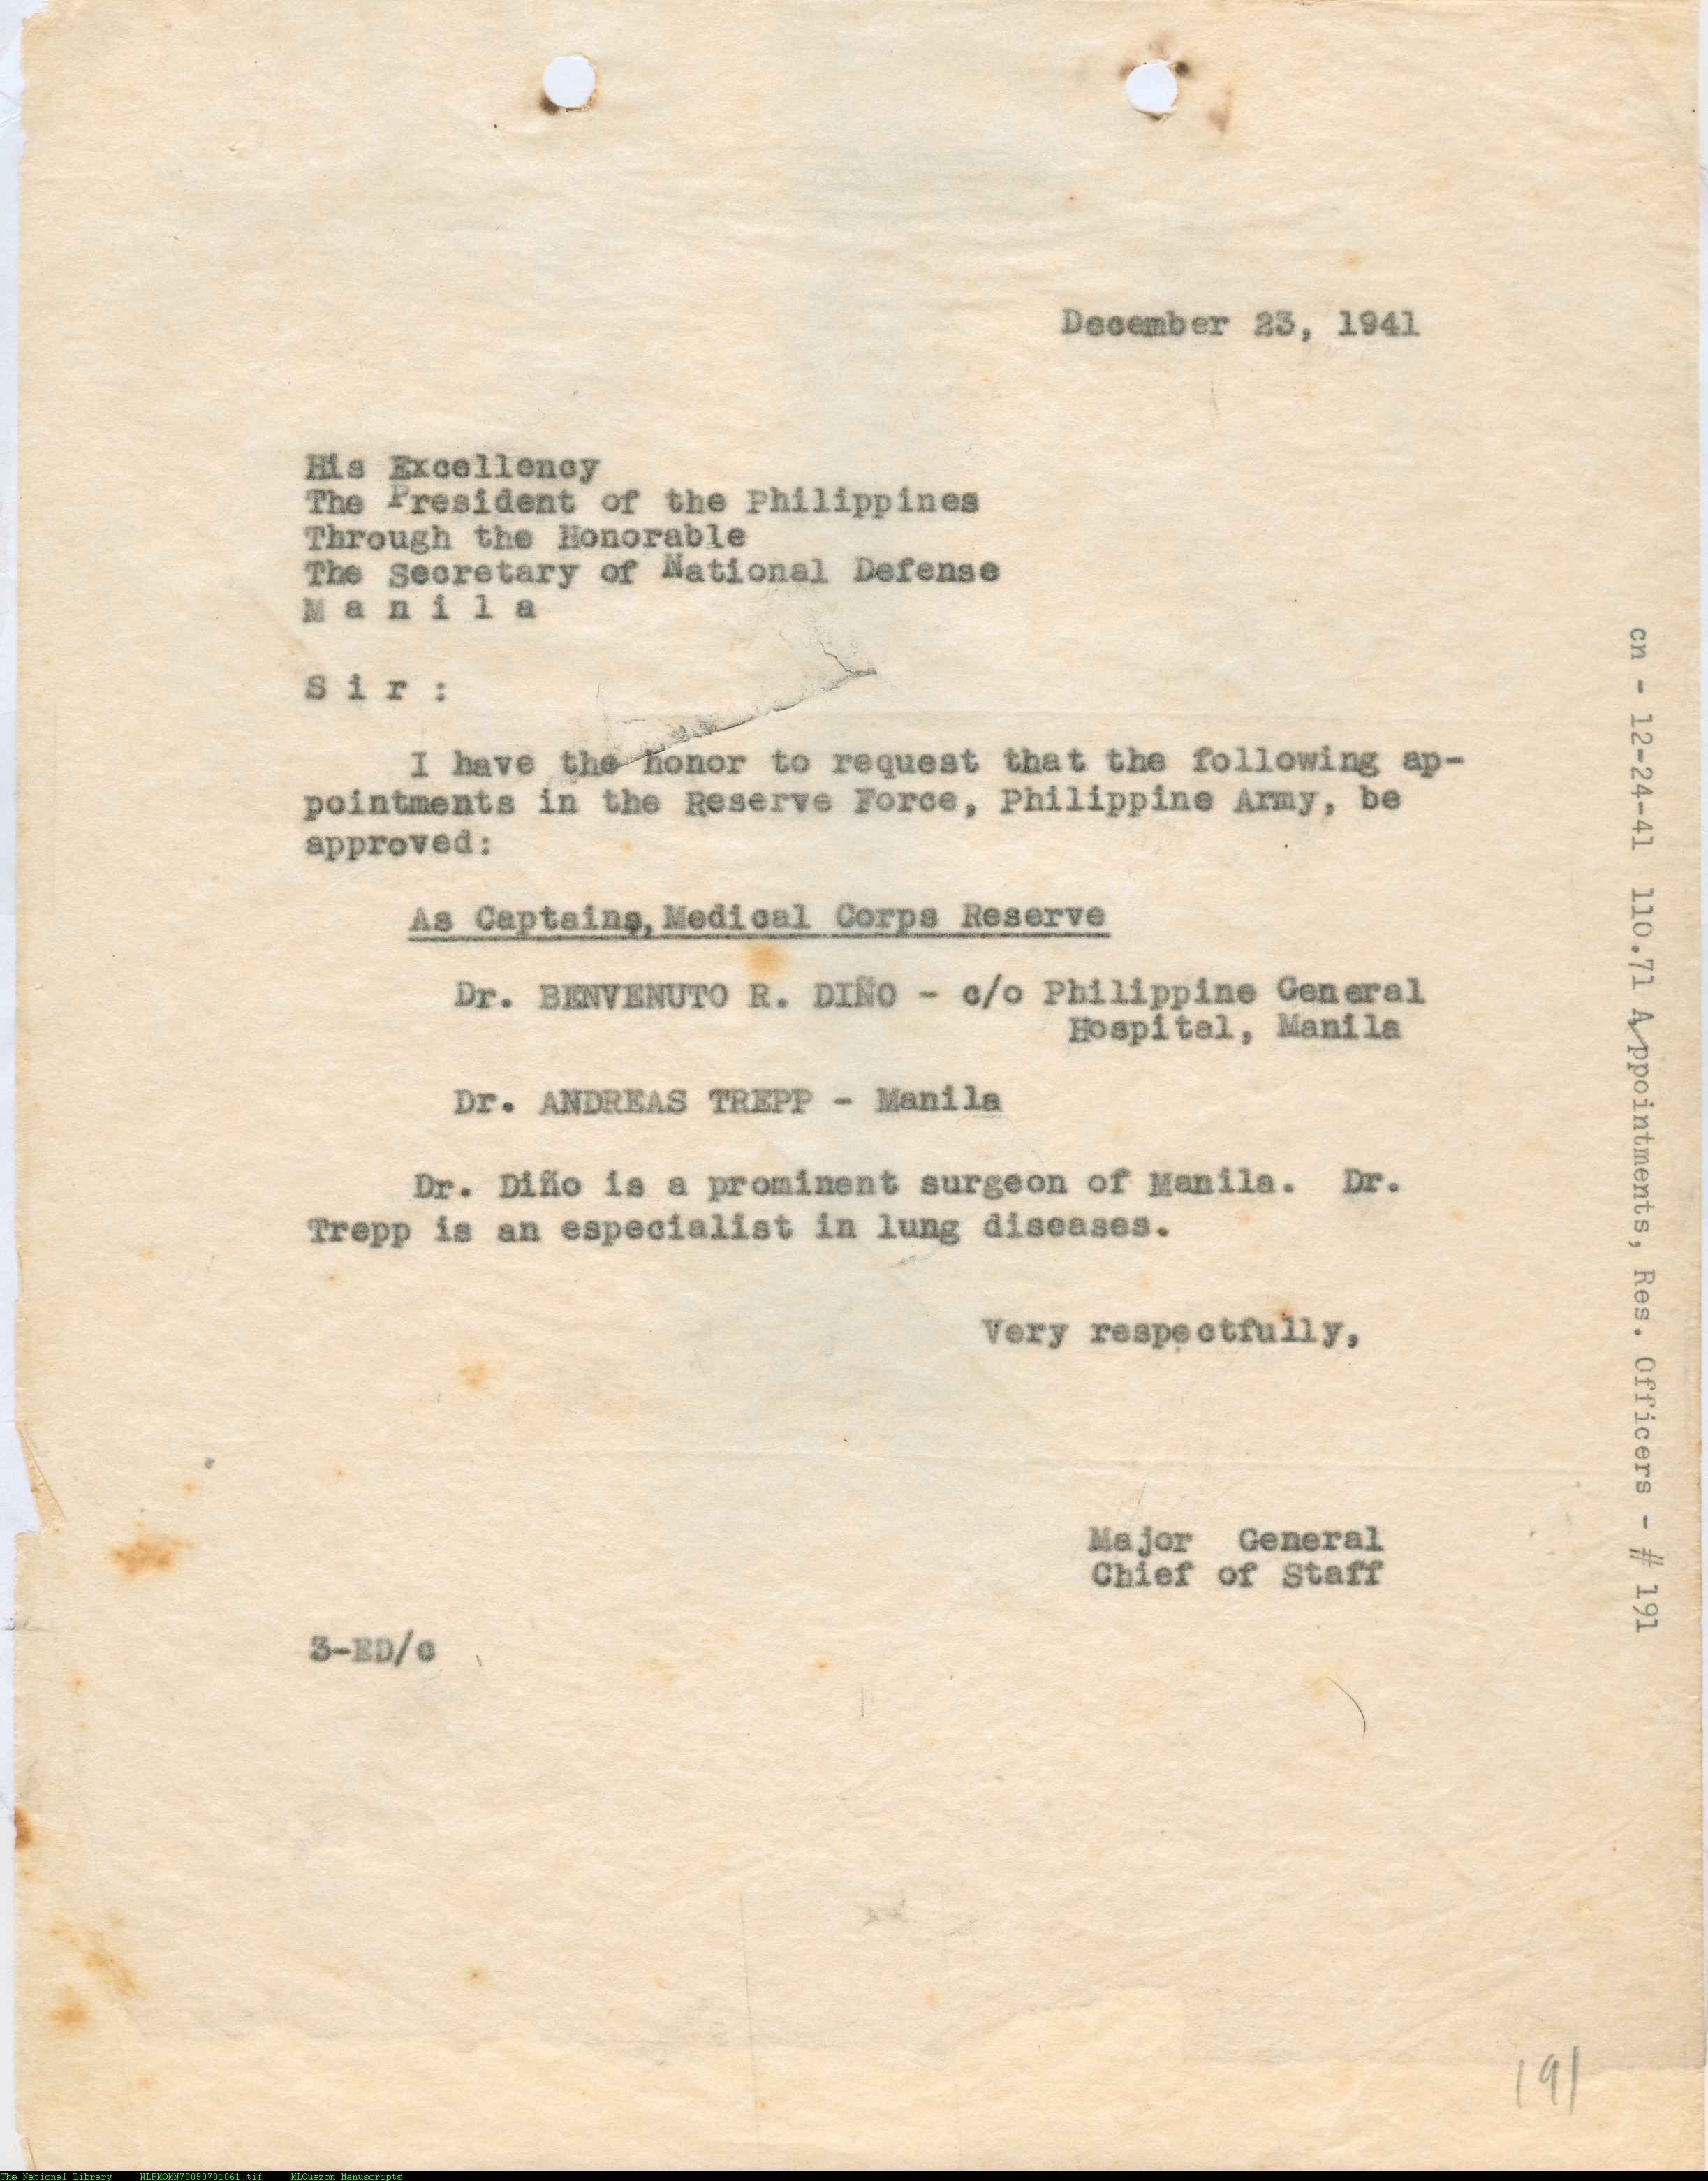 December 23, 1941
His Excellency
The President of the Philippines
Through the Honorable
The Secretary of National Defense
M a n i l a
S i r :
I have the honor to request that the following ap-
pointments in the Reserve Force, Philippine Army, be
approved:
As Captains, Medical Corps Reserve
Dr. BENVENUTO R. DIÑO - c/o Philippine General
Hospital, Manila
Dr. ANDREAS TREPP - Manila
Dr. Diño is a prominent surgeon of Manila. Dr.
Trepp is an especialist in lung diseases.
Very respectfully,
Major General
Chief of Staff
3-ED/c
cn - 12-24-41 110.71 Appointments, Res. Officers - # 191
191
The National Library NLPMQMN70050701061.tif MLQuezon Manuscripts